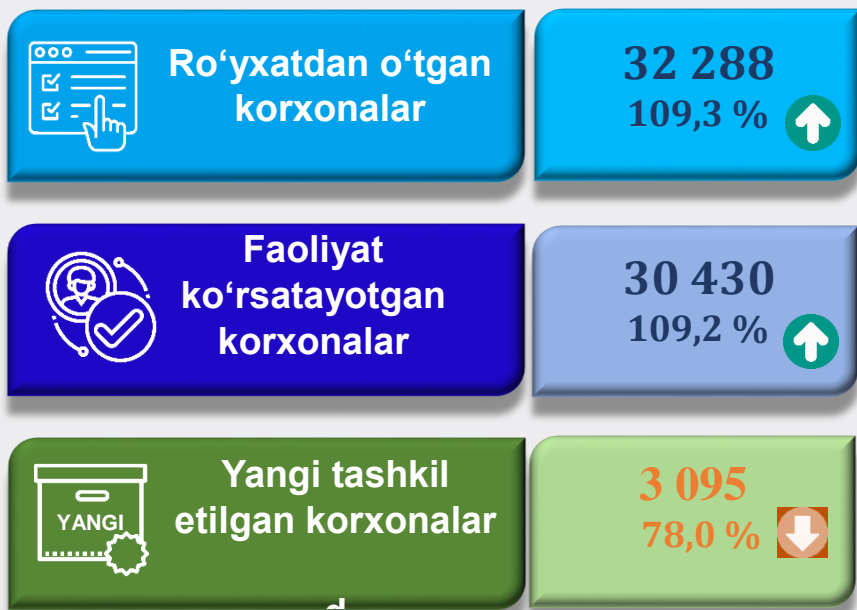 Ro‘yxatdan o‘tgan
korxonalar
32 288
109,3 %
Faoliyat
ko‘rsatayotgan
korxonalar
30 430
109,2 %
YANGI
Yangi tashkil
etilgan korxonalar
3 095
78,0 %